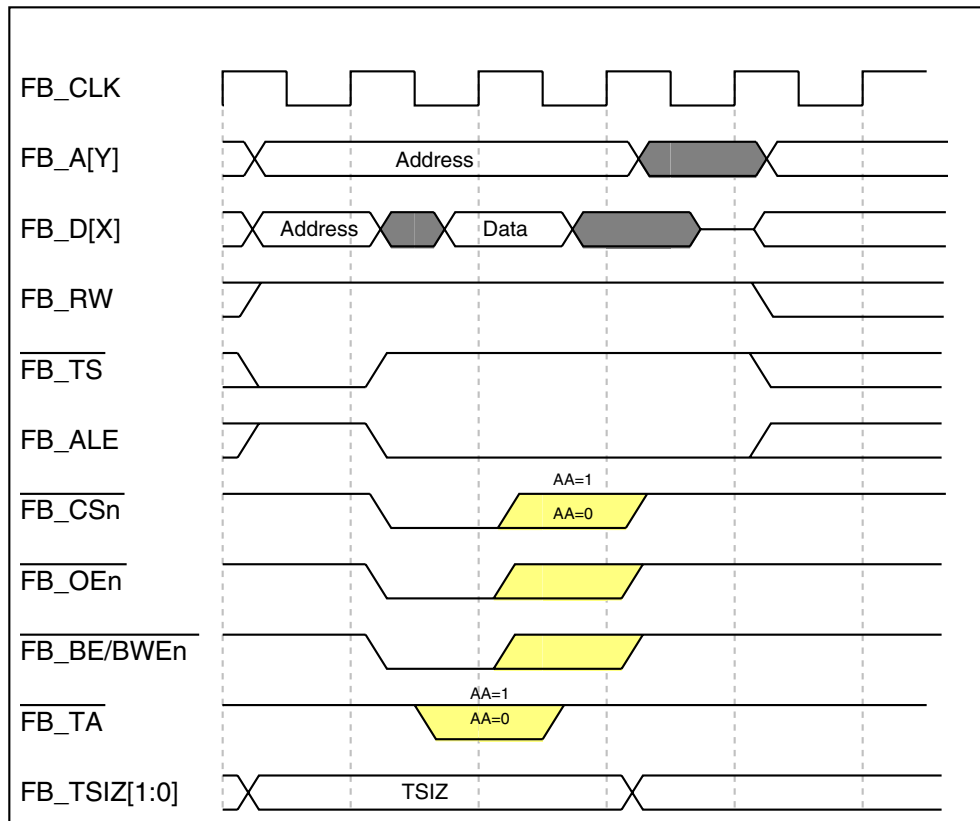 FB_CLK
FB_A[Y]
Address
FB_D[X]
Address
Data
FB_RW
FB_TS
FB_ALE
AA=1
FB_CSn
AA=0
FB_OEn
FB_BE/BWEn
AA=1
FB_TA
AA=0
FB_TSIZ[1:0]
TSIZ